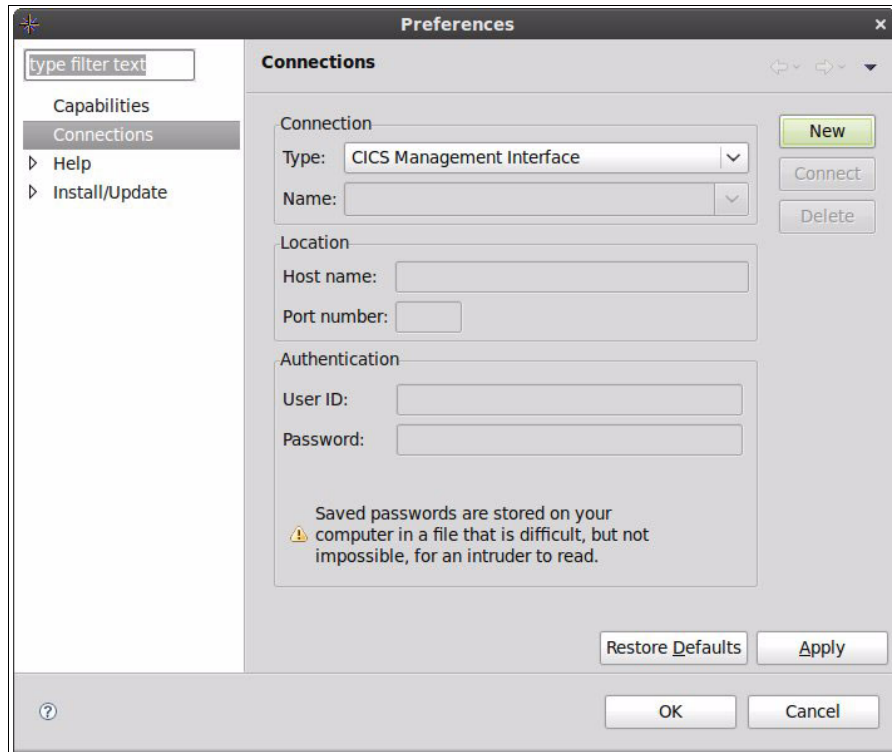 Preferences
type filter text
Capabilities
Connections
Help
Install/Update
Connections
Connection
Type: CICS Management Interface
Name:
New
Connect
Delete
Location
Host name:
Port number:
Authentication
User ID:
Password:
Saved passwords are stored on your
computer in a file that is difficult, but not
impossible, for an intruder to read.
Restore Defaults
Apply
OK
Cancel